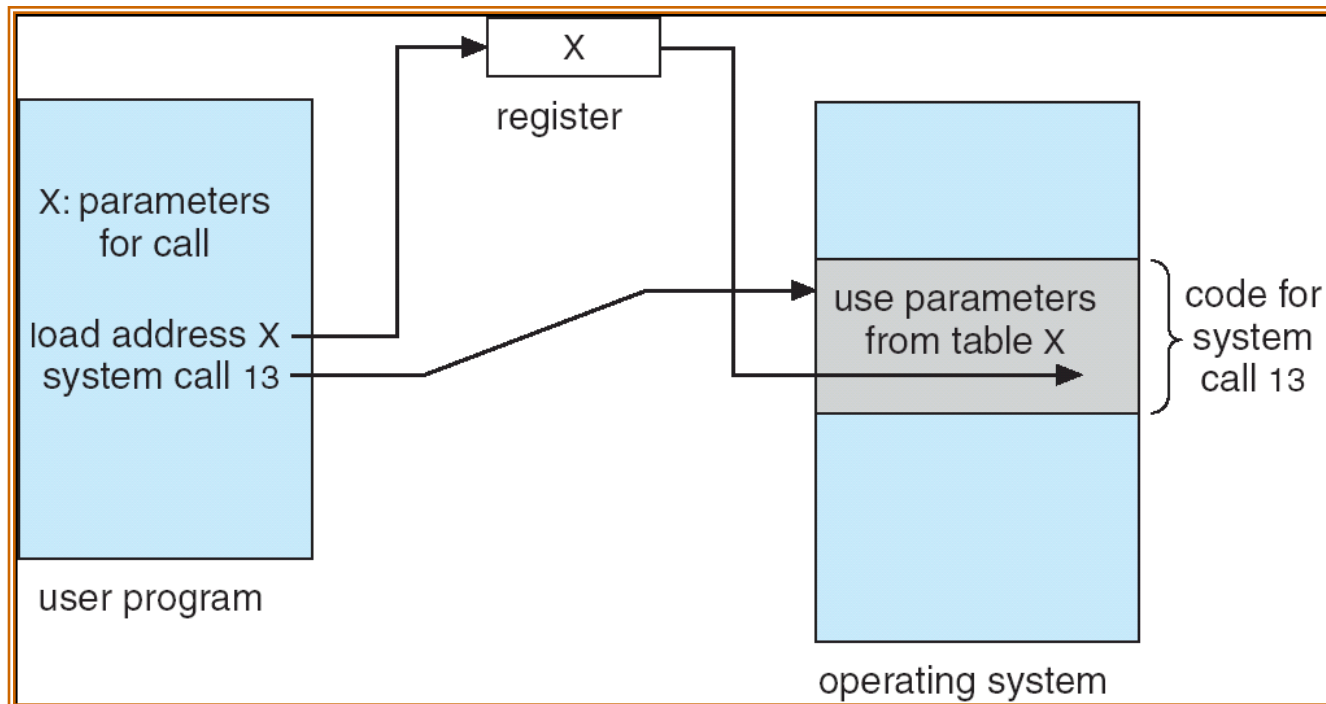 X
register
X: parameters
for call
load address X
system call 13
user program
use parameters
from table X
code for
system
call 13
operating system